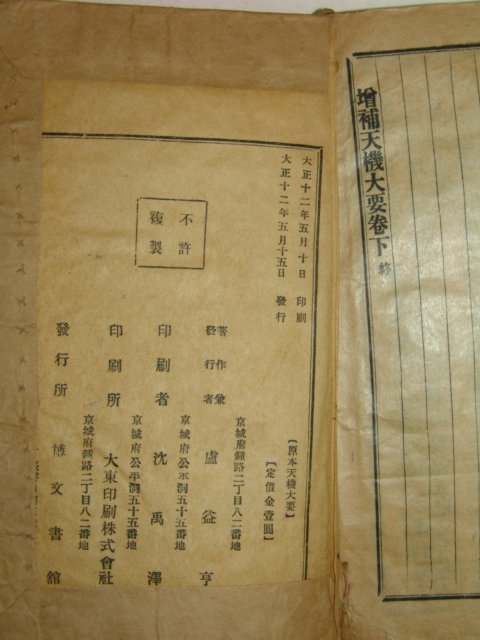 增補天機大要卷下 終
大正十二年五月十日 印刷
大正十二年五月十五日 發行
不許
複製
【原本天機大要】
【定價金壹圓】
京城府鍾路二丁目八二番地
著作兼
發行者 盧益亨
京城府公平洞五十五番地
印刷者 沈禹澤
京城府公平洞五十五番地
印刷所 大東印刷株式會社
京城府鍾路二丁目八二番地
發行所 博文書舘